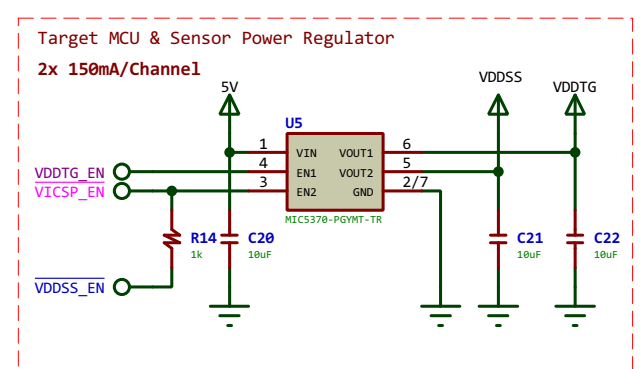 Target MCU & Sensor Power Regulator
2x 150mA/Channel
5V
VDDSS
VDDTG
U5
1 VIN VOUT1 6
VDDTG_EN 4 EN1 VOUT2 5
VICSP_EN 3 EN2 GND 2/7
MIC5370-PGYMT-TR
R14 C20 C21 C22
1k 10uF 10uF 10uF
VDDSS_EN